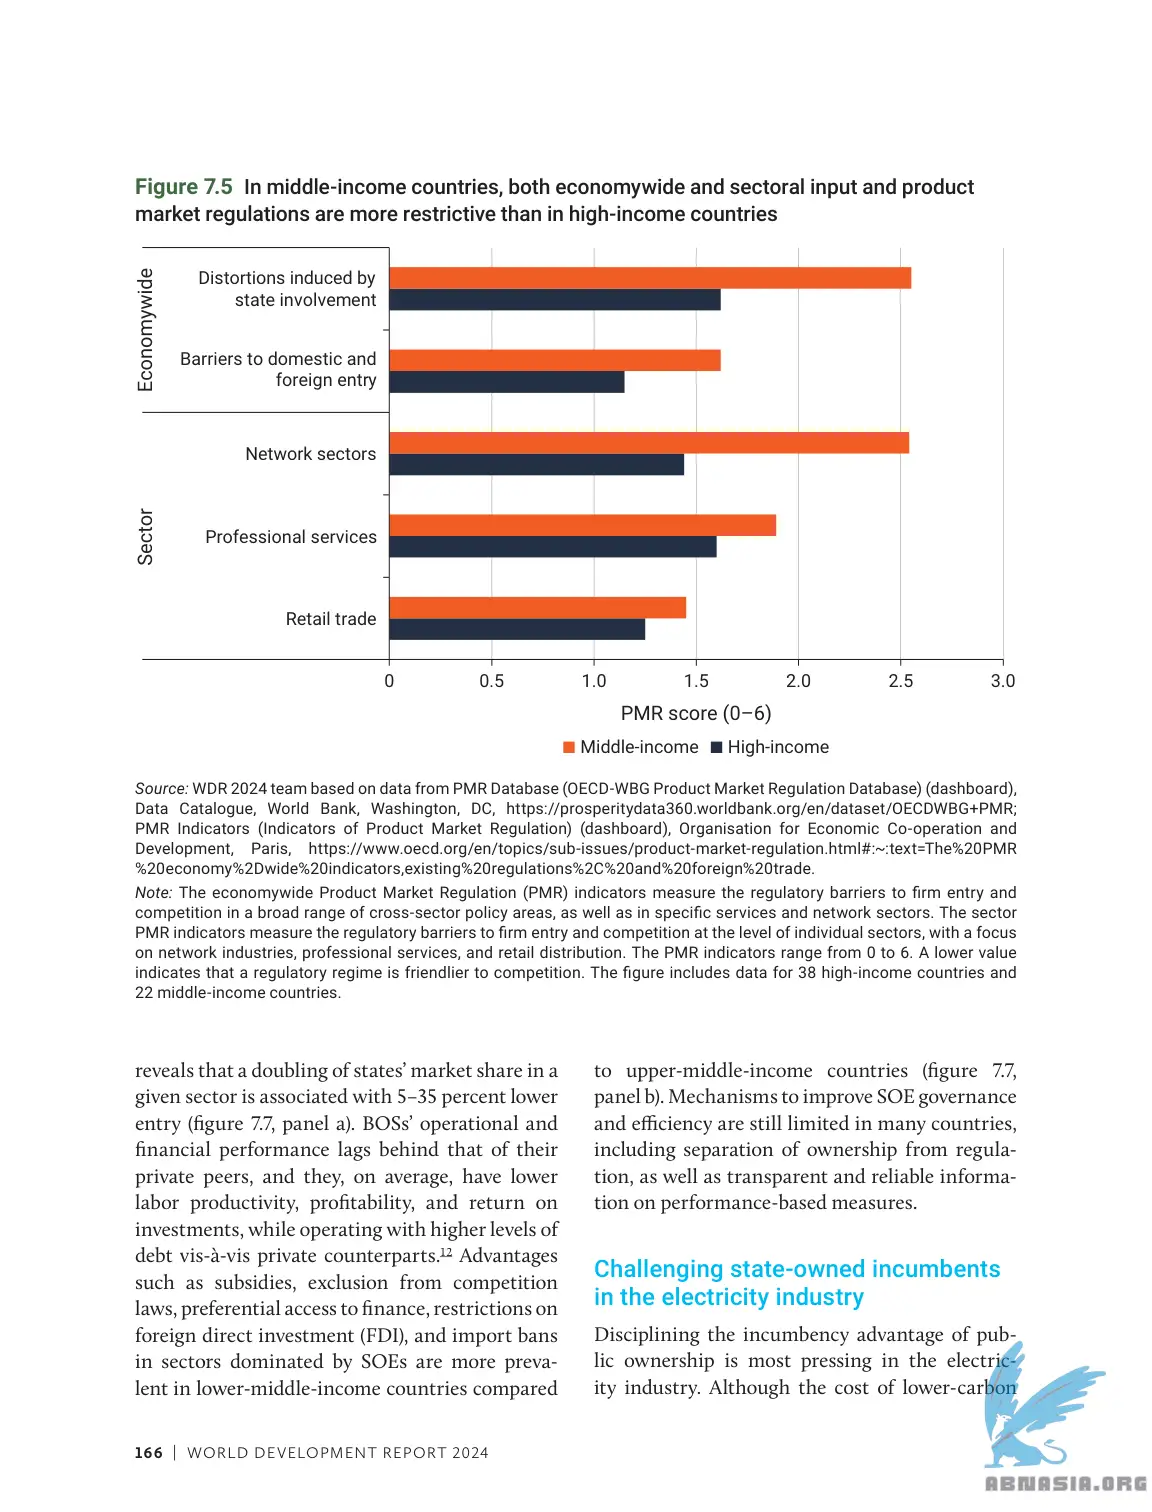 Figure 7.5 In middle-income countries, both economywide and sectoral input and product
market regulations are more restrictive than in high-income countries
Economywide
Distortions induced by
state involvement
Barriers to domestic and
foreign entry
Sector
Network sectors
Professional services
Retail trade
0 0.5 1.0 1.5 2.0 2.5 3.0
PMR score (0–6)
Middle-income High-income
Source: WDR 2024 team based on data from PMR Database (OECD-WBG Product Market Regulation Database) (dashboard),
Data Catalogue, World Bank, Washington, DC, https://prosperitydata360.worldbank.org/en/dataset/OECDWBG+PMR;
PMR Indicators (Indicators of Product Market Regulation) (dashboard), Organisation for Economic Co-operation and
Development, Paris, https://www.oecd.org/en/topics/sub-issues/product-market-regulation.html#:~:text=The%20PMR
%20economy%2Dwide%20indicators,existing%20regulations%2C%20and%20foreign%20trade.
Note: The economywide Product Market Regulation (PMR) indicators measure the regulatory barriers to firm entry and
competition in a broad range of cross-sector policy areas, as well as in specific services and network sectors. The sector
PMR indicators measure the regulatory barriers to firm entry and competition at the level of individual sectors, with a focus
on network industries, professional services, and retail distribution. The PMR indicators range from 0 to 6. A lower value
indicates that a regulatory regime is friendlier to competition. The figure includes data for 38 high-income countries and
22 middle-income countries.
reveals that a doubling of states' market share in a
given sector is associated with 5–35 percent lower
entry (figure 7.7, panel a). BOSs' operational and
financial performance lags behind that of their
private peers, and they, on average, have lower
labor productivity, profitability, and return on
investments, while operating with higher levels of
debt vis-à-vis private counterparts.12 Advantages
such as subsidies, exclusion from competition
laws, preferential access to finance, restrictions on
foreign direct investment (FDI), and import bans
in sectors dominated by SOEs are more preva-
lent in lower-middle-income countries compared
to upper-middle-income countries (figure 7.7,
panel b). Mechanisms to improve SOE governance
and efficiency are still limited in many countries,
including separation of ownership from regula-
tion, as well as transparent and reliable informa-
tion on performance-based measures.
Challenging state-owned incumbents
in the electricity industry
Disciplining the incumbency advantage of pub-
lic ownership is most pressing in the electric-
ity industry. Although the cost of lower-carbon
166 | WORLD DEVELOPMENT REPORT 2024
ABNASIA.ORG